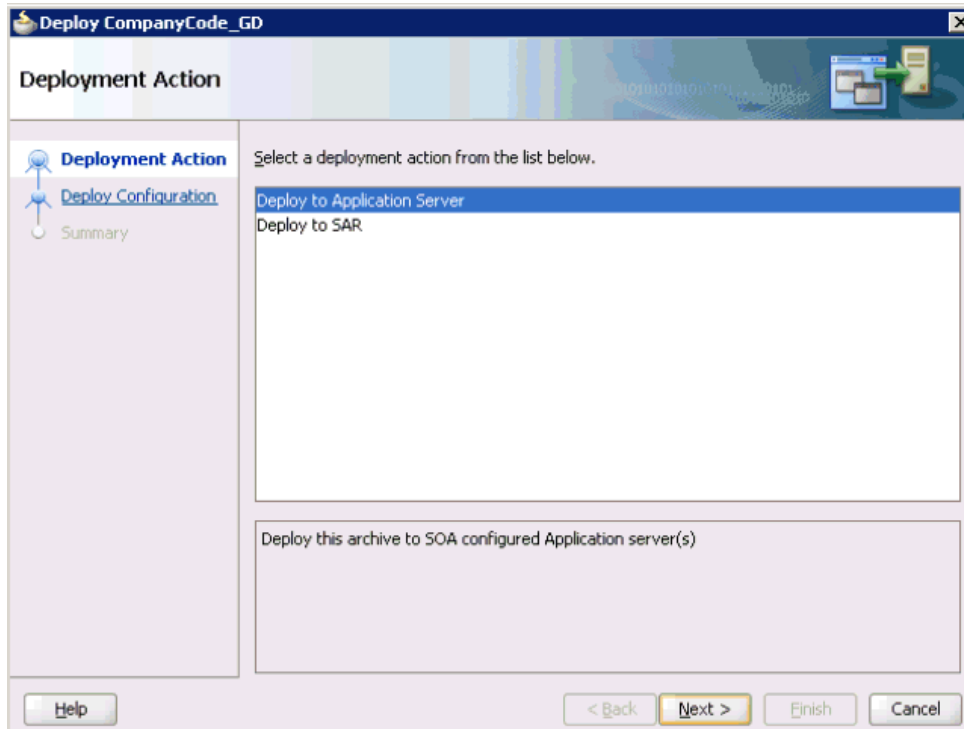 Deploy CompanyCode_GD
Deployment Action
Deployment Action
Deploy Configuration
Summary
Select a deployment action from the list below.
Deploy to Application Server
Deploy to SAR
Deploy this archive to SOA configured Application server(s)
Help
< Back
Next >
Finish
Cancel